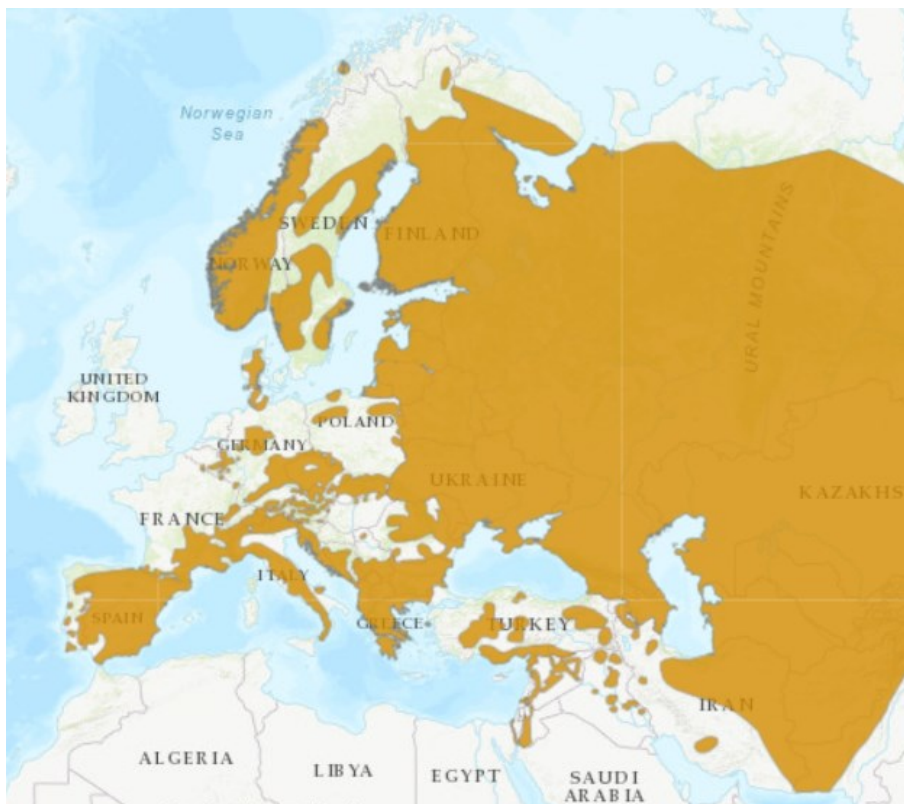 Norwegian
Sea
SWEDEN
FINLAND
NORWAY
URAL MOUNTAINS
UNITED
KINGDOM
POLAND
GERMANY
UKRAINE
KAZAKHS
FRANCE
ITALY
SPAIN
GREECE
TURKEY
IRAN
ALGERIA
LIBYA
EGYPT
SAUDI
ARABIA